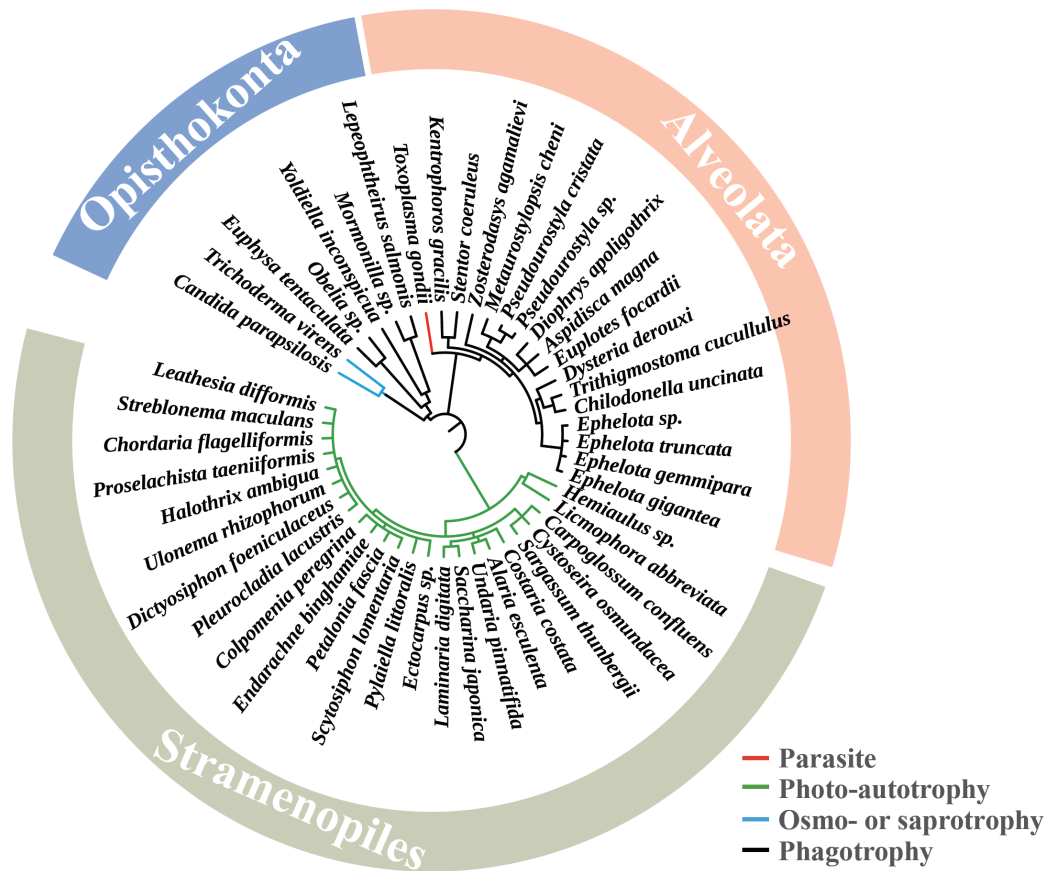 Opisthokonta
Alveolata
Stramenopiles
Candida parapsilosis
Trichoderma virens
Euphysa tentaculata
Obelia sp.
Yoldiella inconspicua
Mormonilla sp.
Lepeophtheirus salmonis
Toxoplasma gondii
Kentrophoros gracilis
Stentor coeruleus
Zosterodasys agamalievi
Metaurostylopsis cheni
Pseudourostyla cristata
Pseudourostyla sp.
Diophrys apoligothrix
Aspidisca magna
Euplotes focardii
Dysteria derouxi
Trithigmostoma cucullulus
Chilodonella uncinata
Ephelota sp.
Ephelota truncata
Ephelota gemmipara
Ephelota gigantea
Hemiaulus sp.
Licmophora abbreviata
Carpoglossum confluens
Cystoseira osmundacea
Sargassum thunbergii
Costaria costata
Alaria esculenta
Undaria pinnatifida
Saccharina japonica
Laminaria digitata
Ectocarpus sp.
Pylaiella littoralis
Scytosiphon lomentaria
Petalonia fascia
Endarachne binghamiae
Colpomenia peregrina
Pleurocladia lacustris
Dictyosiphon foeniculaceus
Ulonema rhizophorum
Halothrix ambigua
Proselachista taeniiformis
Chordaria flagelliformis
Streblonema maculans
Leathesia difformis
Parasite
Photo-autotrophy
Osmo- or saprotrophy
Phagotrophy